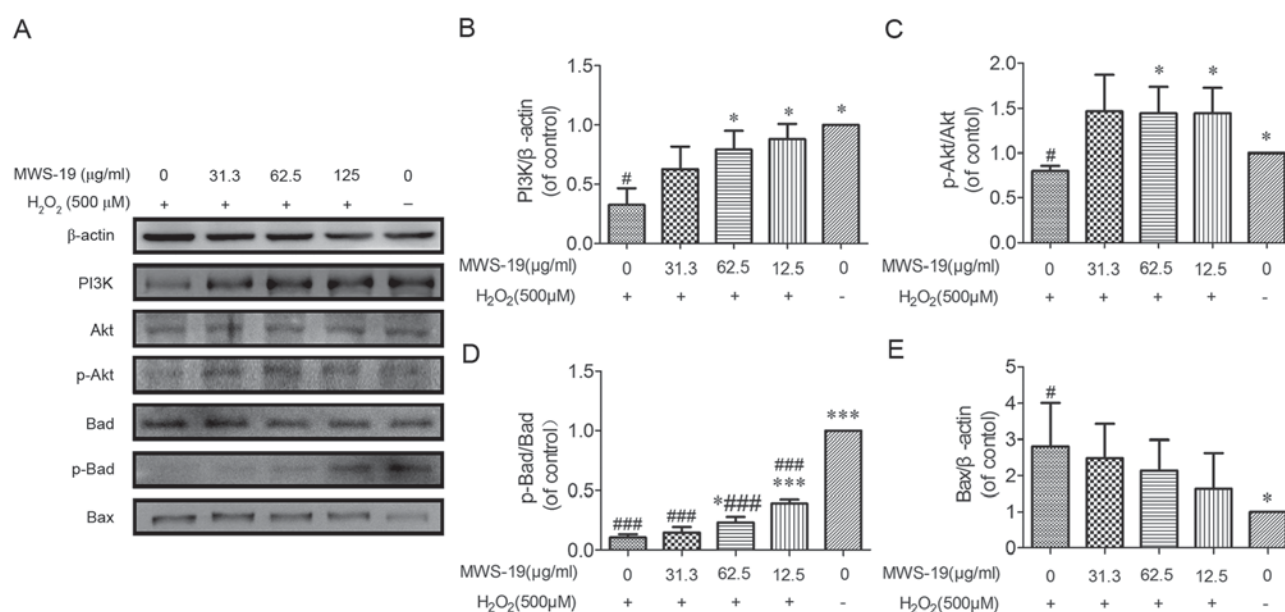 A
MWS-19 (μg/ml) 0 31.3 62.5 125 0
H₂O₂ (500 μM) + + + + –
β-actin
PI3K
Akt
p-Akt
Bad
p-Bad
Bax
B
PI3K/β -actin
(of control)
1.5
1.0
0.5
0.0
#
*
*
*
MWS-19(μg/ml) 0 31.3 62.5 12.5 0
H₂O₂(500μM) + + + + -
C
p-Akt/Akt
(of contol)
2.0
1.5
1.0
0.5
0.0
#
*
*
*
MWS-19(μg/ml) 0 31.3 62.5 12.5 0
H₂O₂(500μM) + + + + -
D
p-Bad/Bad
(of control)
1.5
1.0
0.5
0.0
###
###
*###
###
***
***
MWS-19(μg/ml) 0 31.3 62.5 12.5 0
H₂O₂(500μM) + + + + -
E
Bax/β -actin
(of contol)
5
4
3
2
1
0
#
*
MWS-19(μg/ml) 0 31.3 62.5 12.5 0
H₂O₂(500μM) + + + + -